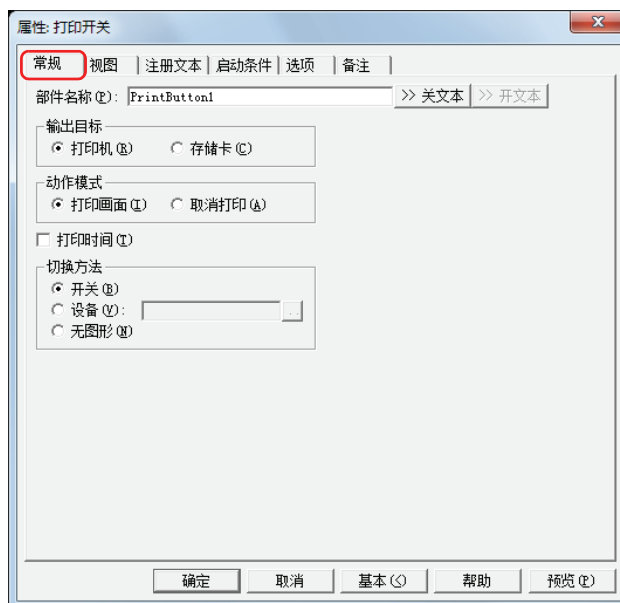 属性: 打印开关
常规 视图 注册文本 启动条件 选项 备注
部件名称(P): PrintButton1 >> 关文本 >> 开文本
输出目标
打印机(R) 存储卡(C)
动作模式
打印画面(I) 取消打印(A)
打印时间(T)
切换方法
开关(B)
设备(V): ..
无图形(N)
确定 取消 基本(<) 帮助 预览(P)